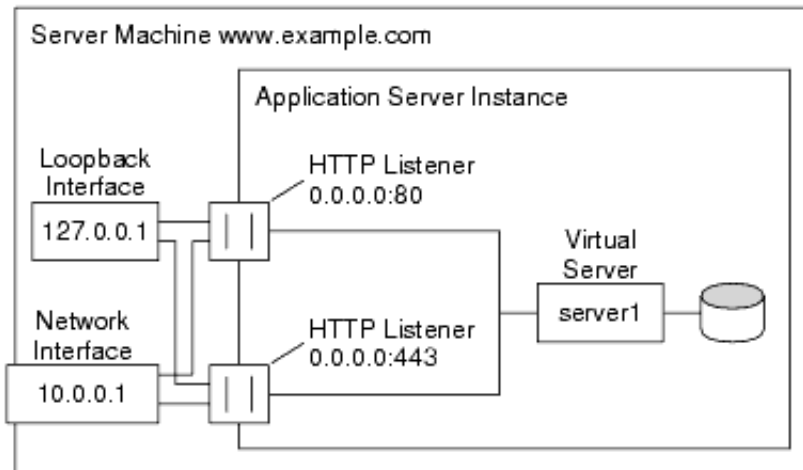 Server Machine www.example.com
Application Server Instance
Loopback
Interface
127.0.0.1
HTTP Listener
0.0.0.0:80
Virtual
Server
server1
Network
Interface
10.0.0.1
HTTP Listener
0.0.0.0:443